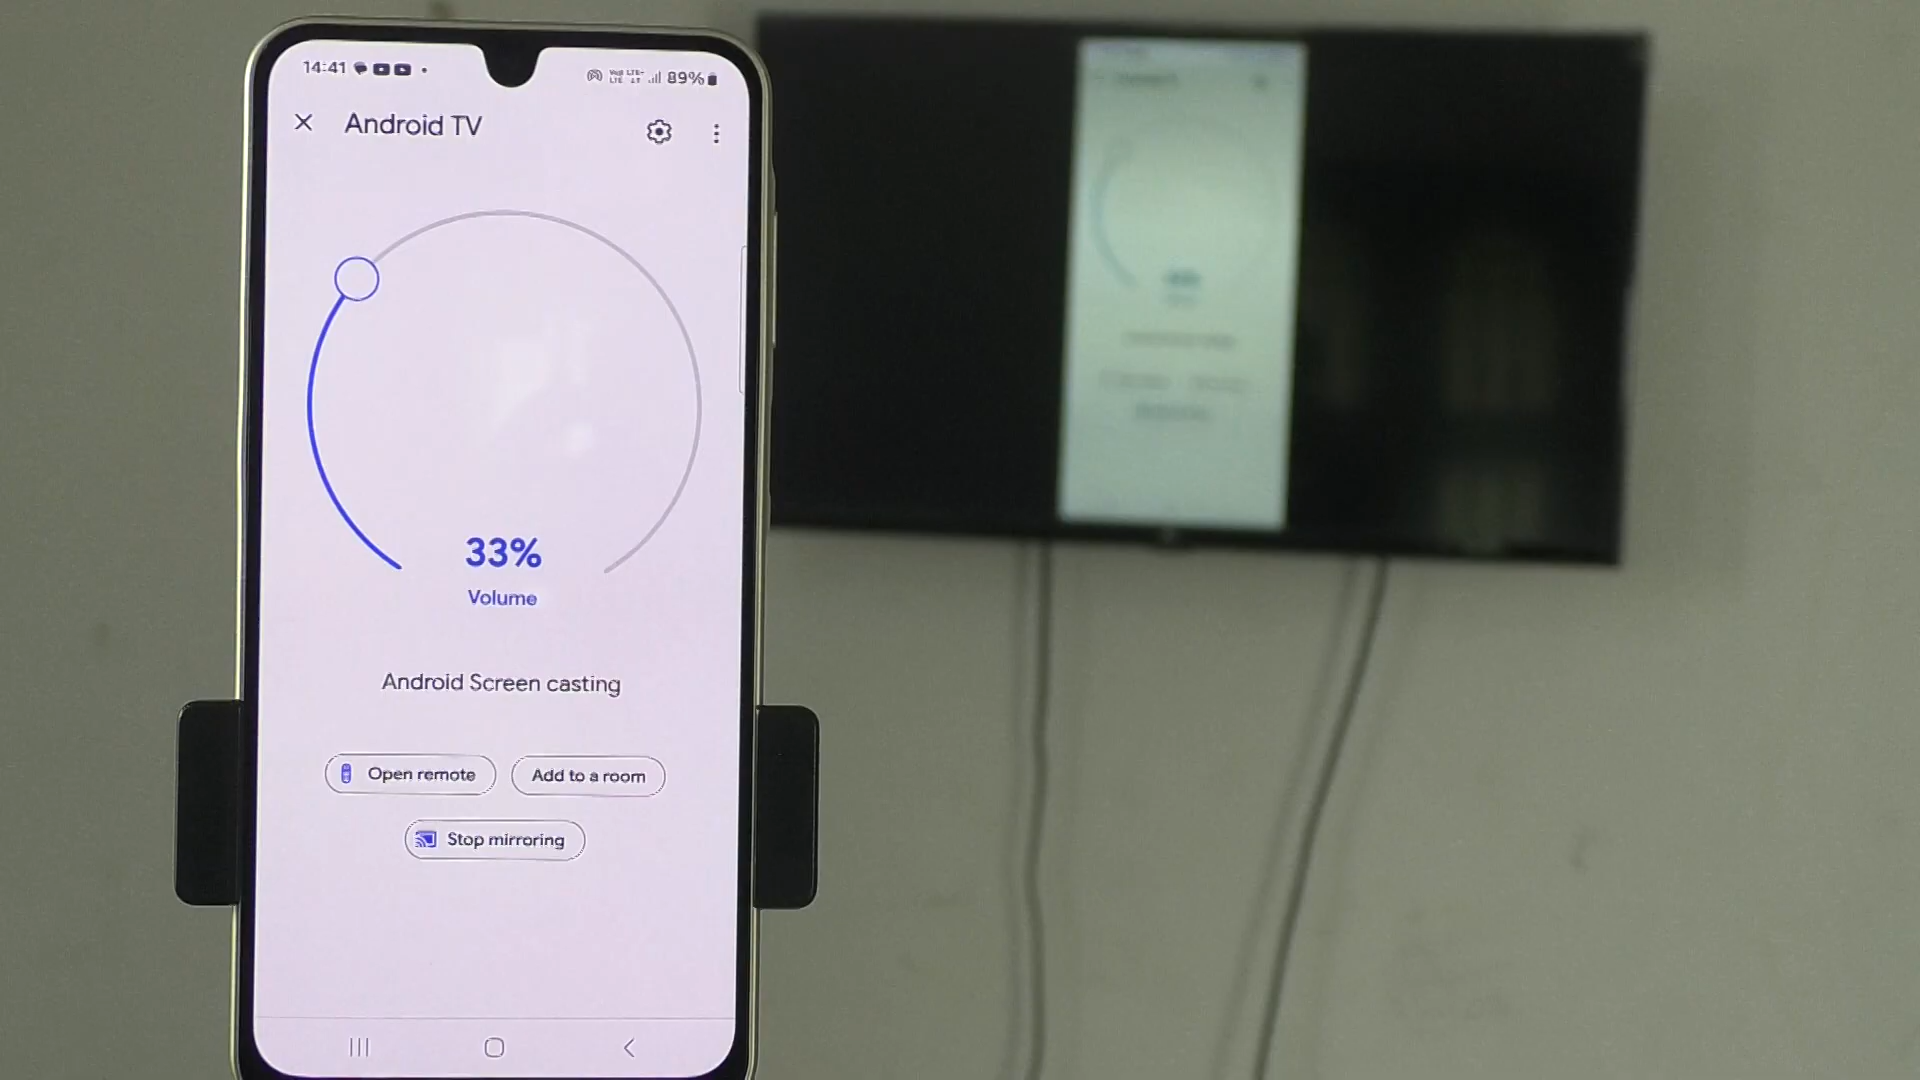 14:41
89%
Android TV
33%
Volume
Android Screen casting
Open remote
Add to a room
Stop mirroring